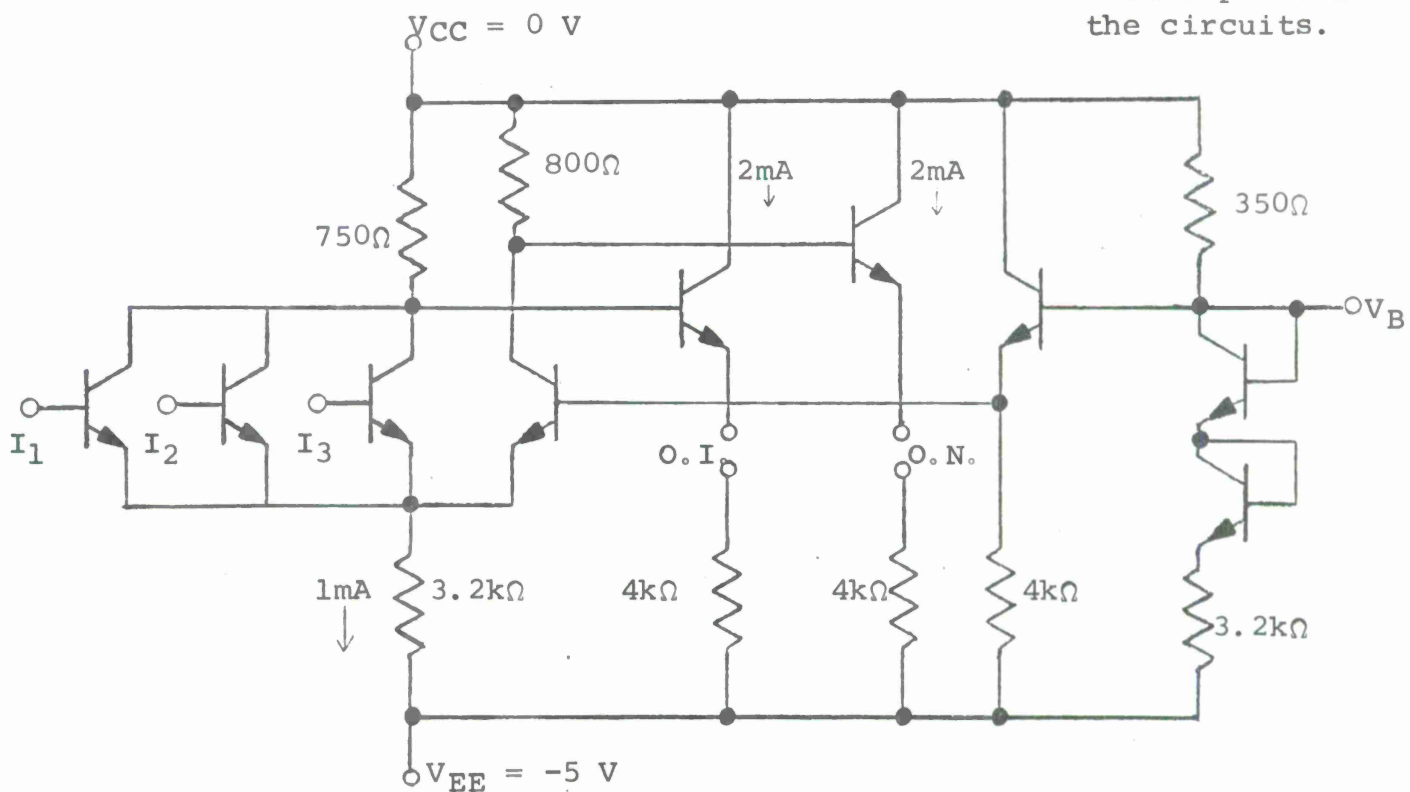 the circuits.
VCC = 0 V
800Ω
2mA
2mA
350Ω
750Ω
VB
I1
I2
I3
O.I.
O.N.
1mA
3.2kΩ
4kΩ
4kΩ
4kΩ
3.2kΩ
VEE = -5 V